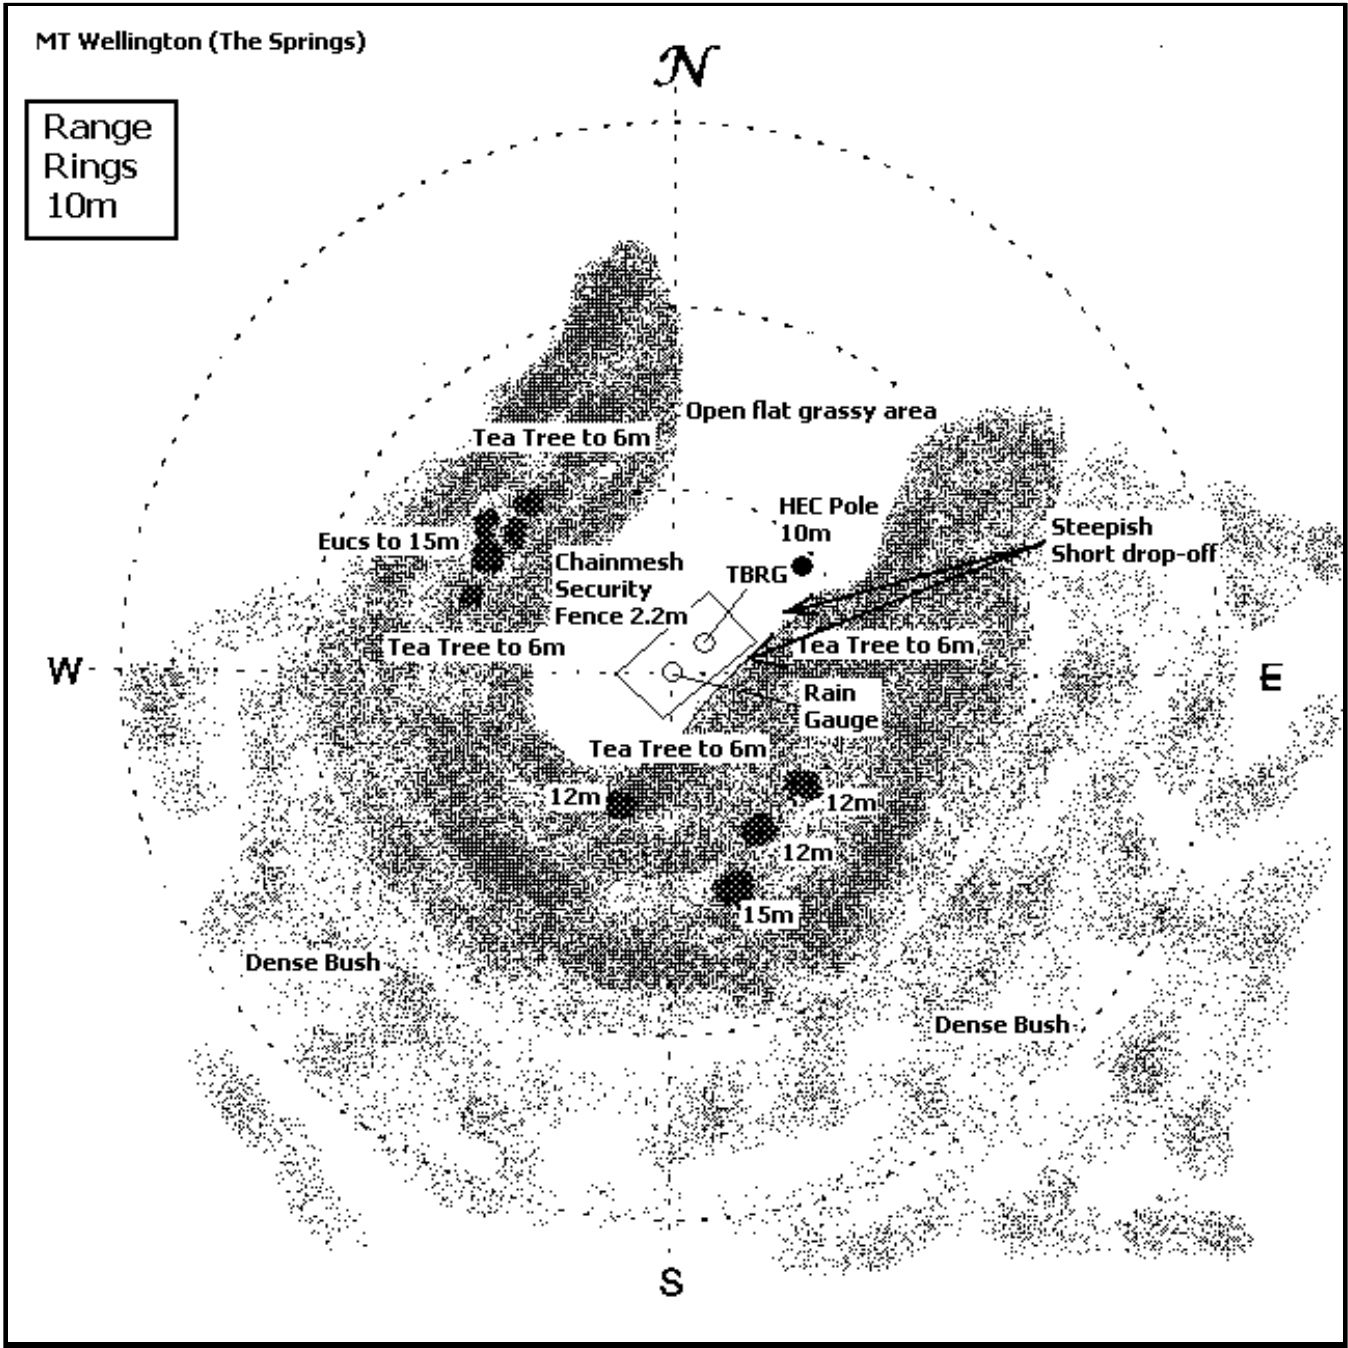 MT Wellington (The Springs)
N
Range
Rings
10m
Open flat grassy area
Tea Tree to 6m
HEC Pole
10m
Steepish
Short drop-off
Eucs to 15m
Chainmesh
Security
Fence 2.2m
TBRG
Tea Tree to 6m
Tea Tree to 6m
W
E
Rain
Gauge
Tea Tree to 6m
12m
12m
12m
15m
Dense Bush
Dense Bush
S